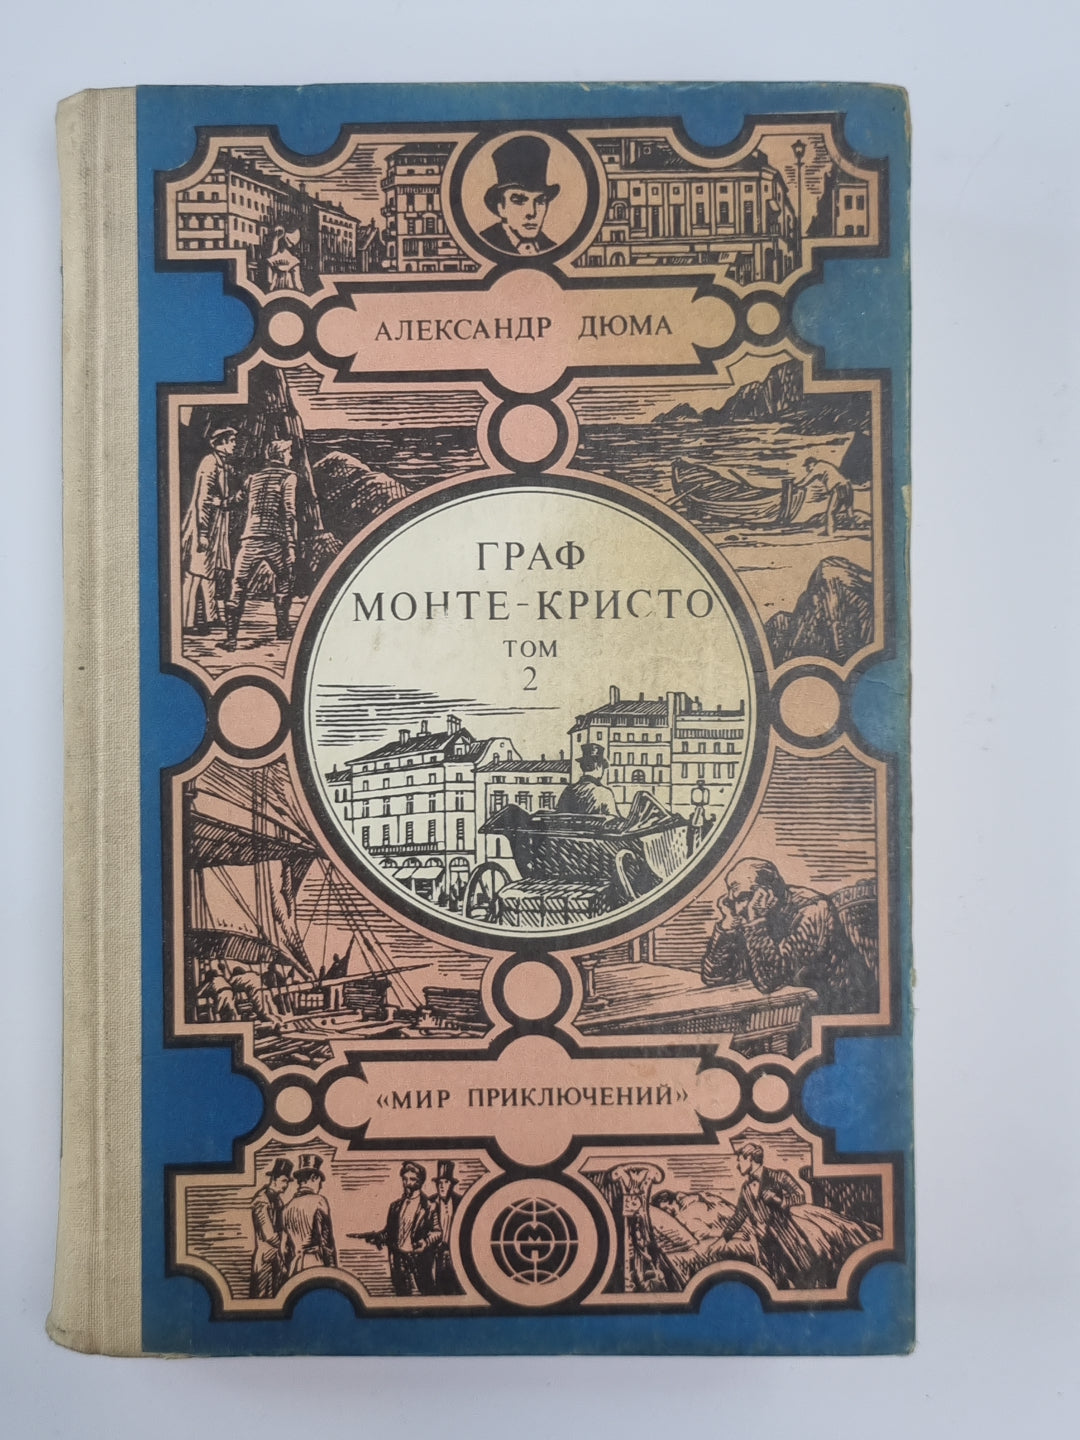 АЛЕКСАНДР ДЮМА
ГРАФ
МОНТЕ-КРИСТО
ТОМ
2
«МИР ПРИКЛЮЧЕНИЙ»